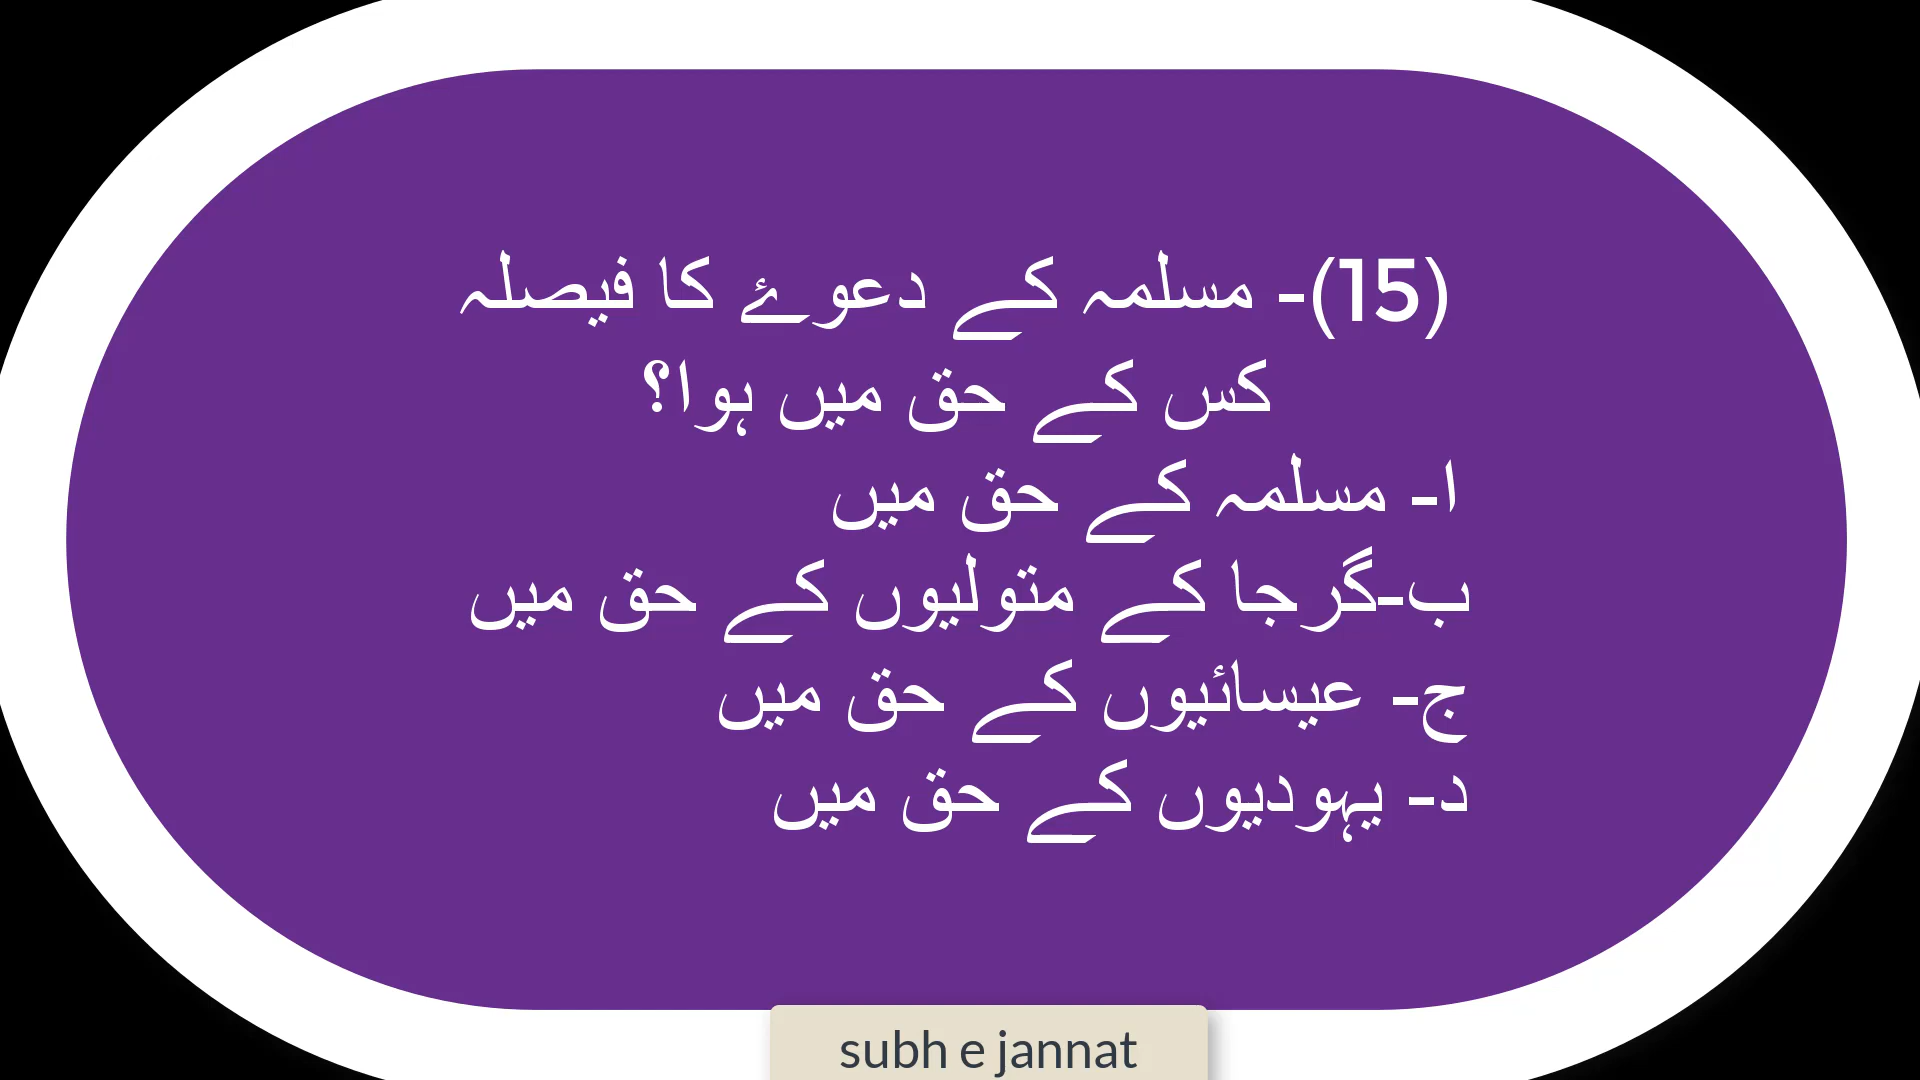 (15)- مسلمہ کے دعوۓ کا فیصلہ
کس کے حق میں ہوا؟
ا- مسلمہ کے حق میں
ب-گرجا کے متولیوں کے حق میں
ج- عیسائیوں کے حق میں
د- یہودیوں کے حق میں
subh e jannat